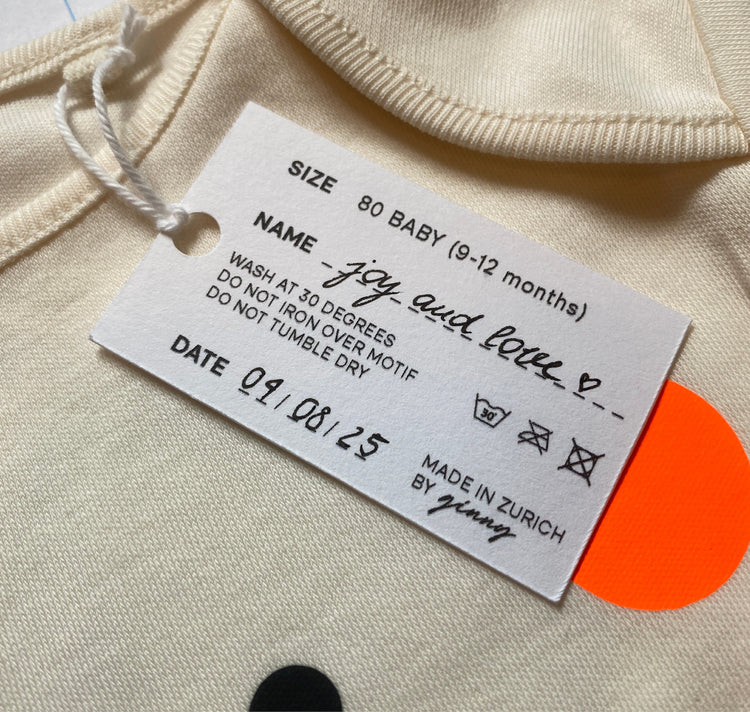 SIZE 80 BABY (9-12 months)
NAME joy and love ♡
WASH AT 30 DEGREES
DO NOT IRON OVER MOTIF
DO NOT TUMBLE DRY
DATE 09/08/25
30°
MADE IN ZURICH
BY ginny